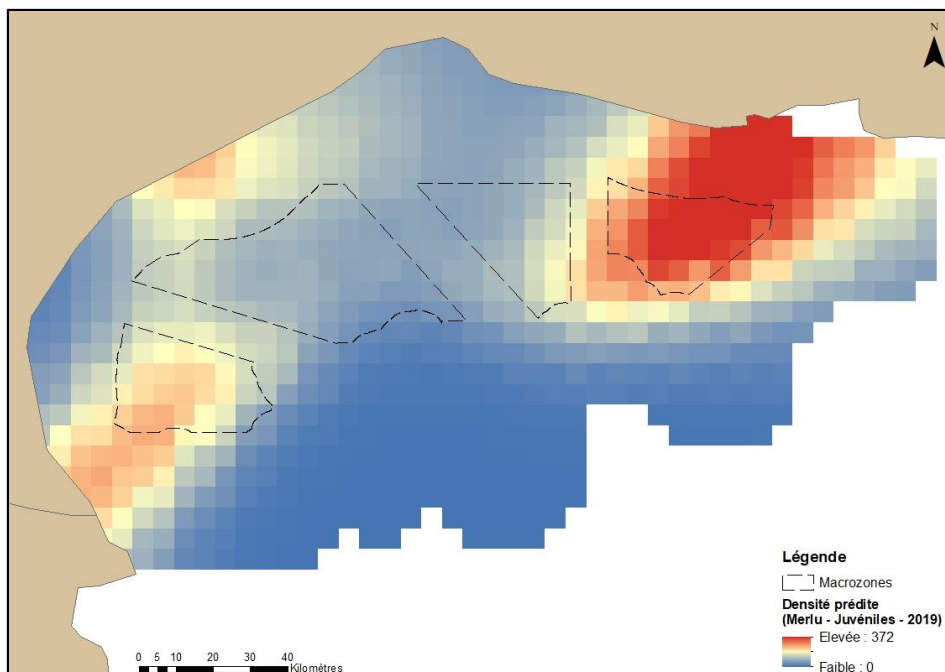 N
Légende
Macrozones
Densité prédite
(Merlu - Juvéniles - 2019)
Elevée : 372
Faible : 0
0 5 10 20 30 40
Kilomètres